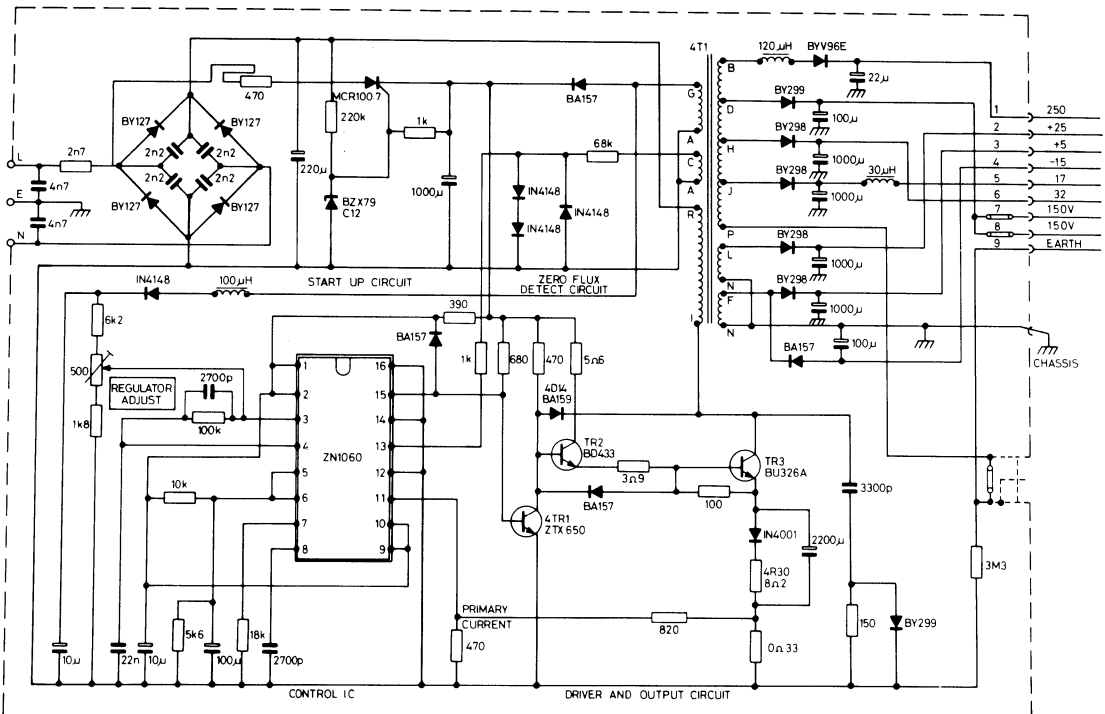 4T1
120µH
BYV96E
B
22µ
470
MCR100.7
BA157
G
BY299
D
1
250
BY127
BY127
220k
1k
100µ
2
+25
A
BY298
H
3
+5
2n2
2n2
68k
C
1000µ
4
-15
L
2n7
220µ
1000µ
A
BY298
J
30µH
5
17
2n2
2n2
IN4148
R
1000µ
6
32
E
4n7
BZX79
C12
IN4148
7
150V
BY127
BY127
IN4148
P
8
150V
N
4n7
L
BY298
9
EARTH
START UP CIRCUIT
ZERO FLUX
DETECT CIRCUIT
1000µ
IN4148
100µH
N
F
BY298
390
1000µ
6k2
I
N
100µ
BA157
1k
680
470
5Ω6
BA157
CHASSIS
500
REGULATOR
ADJUST
2700p
1
16
2
15
4D14
BA159
1k8
100k
3
14
4
ZN1060
13
TR2
BD433
TR3
BU326A
5
12
3Ω9
10k
6
11
BA157
100
3300p
7
10
4TR1
ZTX650
8
9
IN4001
2200µ
4R30
8Ω2
3M3
PRIMARY
CURRENT
820
5k6
18k
470
150
BY299
10µ
22n
10µ
100µ
2700p
0Ω33
CONTROL IC
DRIVER AND OUTPUT CIRCUIT